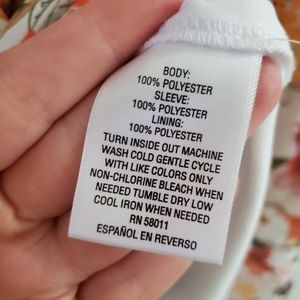 BODY:
100% POLYESTER
SLEEVE:
100% POLYESTER
LINING:
100% POLYESTER
TURN INSIDE OUT MACHINE
WASH COLD GENTLE CYCLE
WITH LIKE COLORS ONLY
NON-CHLORINE BLEACH WHEN
NEEDED TUMBLE DRY LOW
COOL IRON WHEN NEEDED
RN 58011
ESPAÑOL EN REVERSO